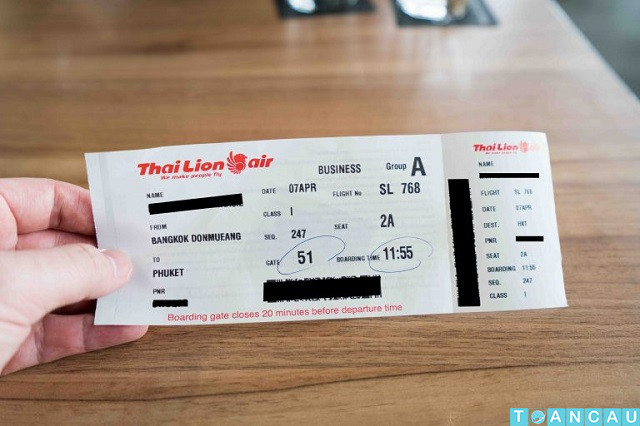 Thai Lion air
We make people fly
BUSINESS Group A
NAME
DATE 07APR FLIGHT No SL 768
CLASS I SEAT 2A
FROM
BANGKOK DONMUEANG
SEQ. 247
TO
PHUKET
GATE 51 BOARDING TIME 11:55
PNR
Boarding gate closes 20 minutes before departure time
Thai Lion air
NAME
FLIGHT SL 768
DATE 07APR
DEST. HKT
PNR
SEAT 2A
BOARDING 11:55
SEQ. 247
CLASS I
TOANCAU